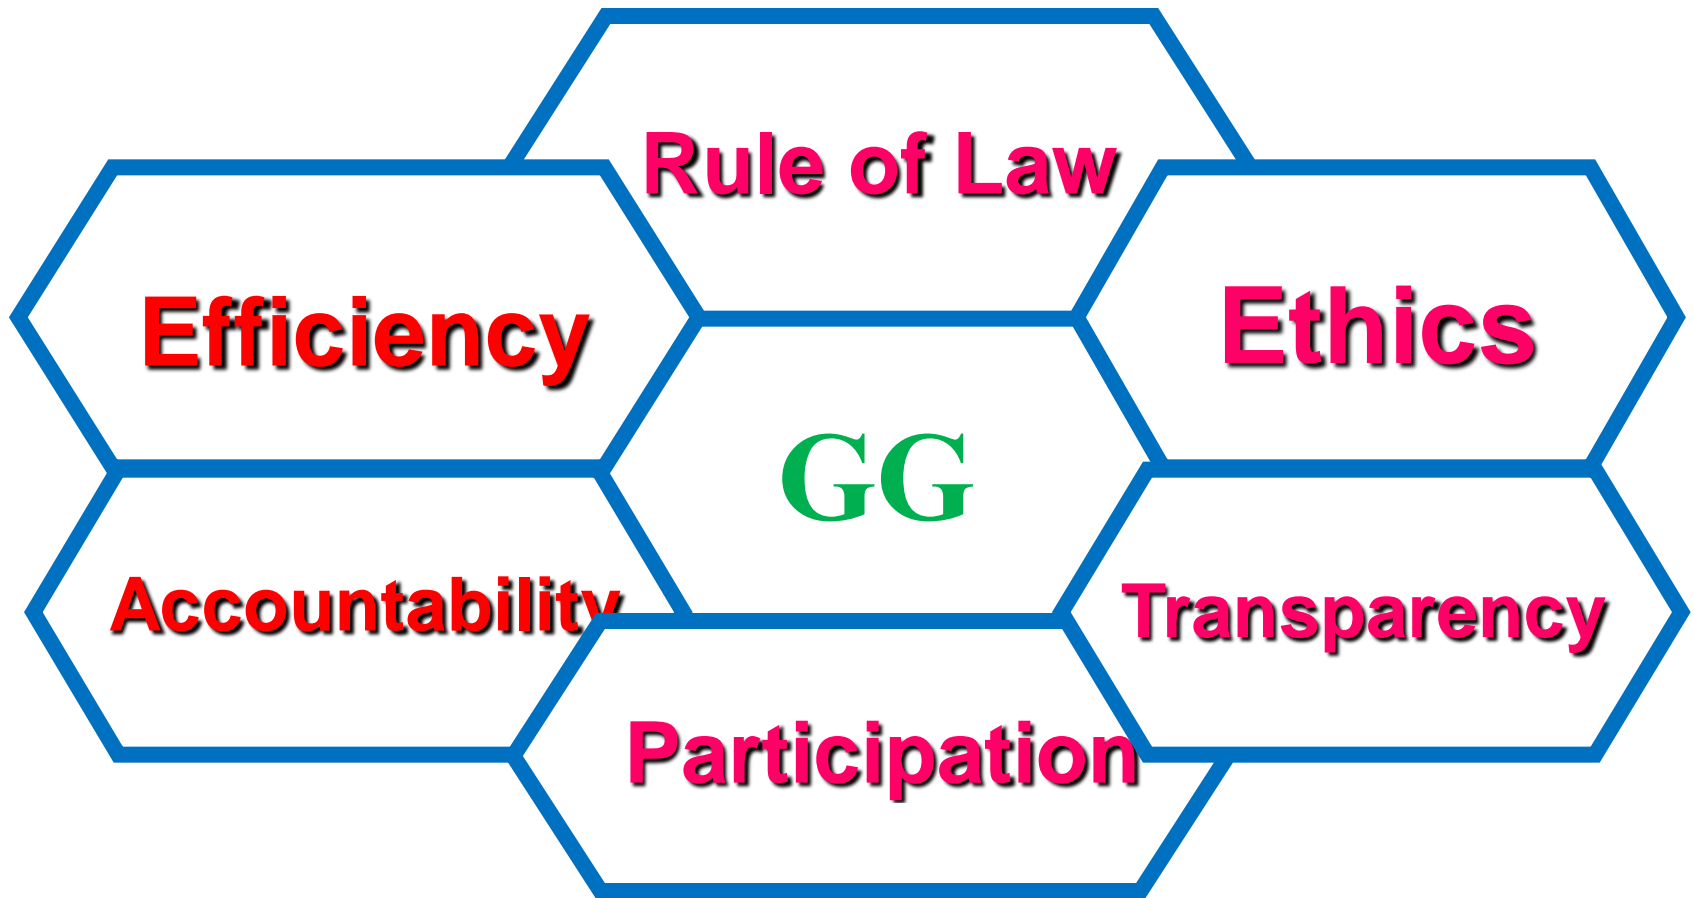 Rule of Law
Efficiency
Ethics
GG
Accountability
Transparency
Participation